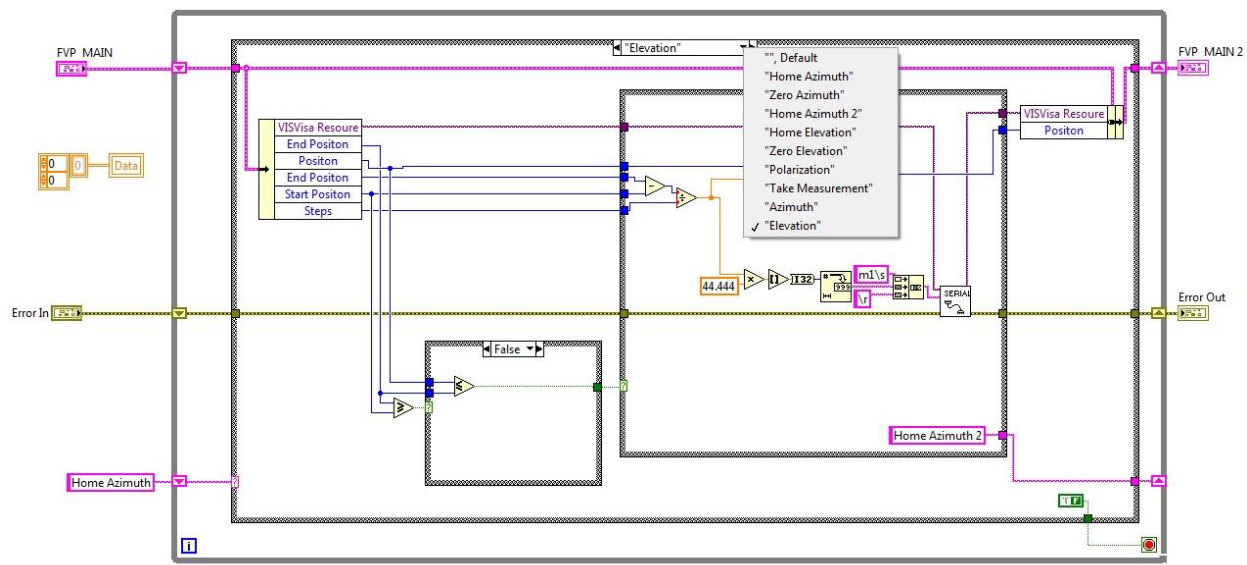 "Elevation"
"", Default
"Home Azimuth"
"Zero Azimuth"
"Home Azimuth 2"
"Home Elevation"
"Zero Elevation"
"Polarization"
"Take Measurement"
"Azimuth"
✓ "Elevation"
FVP MAIN
FVP MAIN 2
VISVisa Resoure
End Positon
Positon
End Positon
Start Positon
Steps
VISVisa Resoure
Positon
0
0
0
Data
44.444
I32
#
999
m1\s
\r
SERIAL
Error In
Error Out
False
?
?
Home Azimuth 2
Home Azimuth
?
F
i